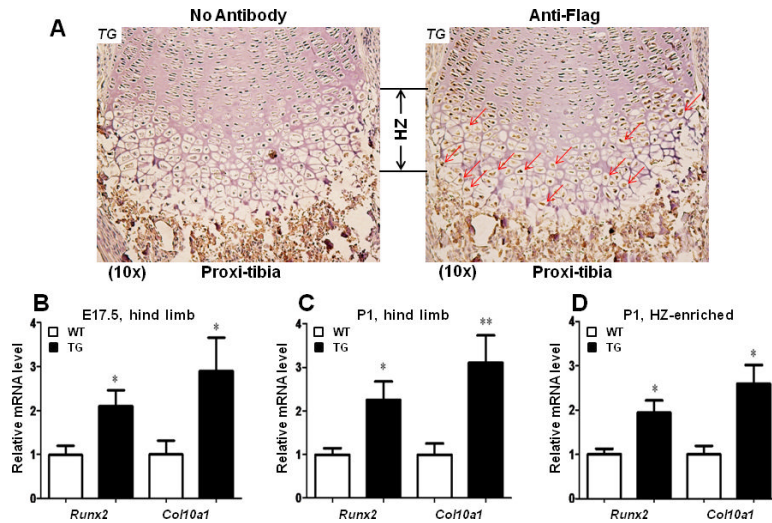 A
No Antibody
Anti-Flag
TG
TG
HZ
(10x)
Proxi-tibia
(10x)
Proxi-tibia
B
E17.5, hind limb
WT
TG
Relative mRNA level
4
3
2
1
0
*
*
Runx2
Col10a1
C
P1, hind limb
WT
TG
Relative mRNA level
4
3
2
1
0
*
**
Runx2
Col10a1
D
P1, HZ-enriched
WT
TG
Relative mRNA level
4
3
2
1
0
*
*
Runx2
Col10a1